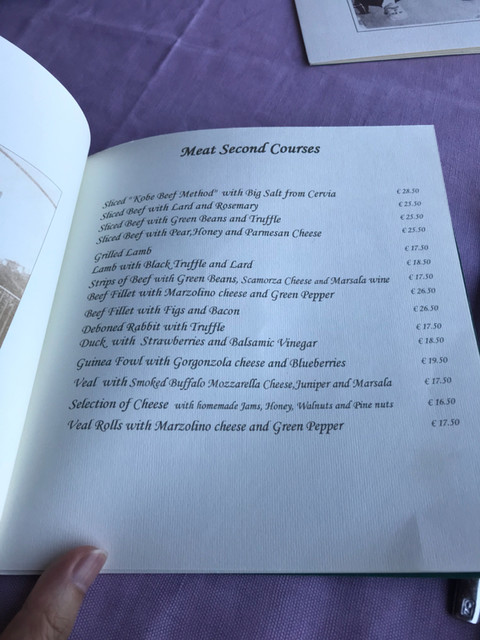 Meat Second Courses
Sliced "Kobe Beef Method" with Big Salt from Cervia € 28.50
Sliced Beef with Lard and Rosemary € 23.50
Sliced Beef with Green Beans and Truffle € 23.50
Sliced Beef with Pear,Honey and Parmesan Cheese € 23.50
Grilled Lamb € 17.50
Lamb with Black Truffle and Lard € 18.50
Strips of Beef with Green Beans, Scamorza Cheese and Marsala wine € 17.50
Beef Fillet with Marzolino cheese and Green Pepper € 26.50
Beef Fillet with Figs and Bacon € 26.50
Deboned Rabbit with Truffle € 17.50
Duck with Strawberries and Balsamic Vinegar € 18.50
Guinea Fowl with Gorgonzola cheese and Blueberries € 19.50
Veal with Smoked Buffalo Mozzarella Cheese,Juniper and Marsala € 17.50
Selection of Cheese with homemade Jams, Honey, Walnuts and Pine nuts € 16.50
Veal Rolls with Marzolino cheese and Green Pepper € 17.50